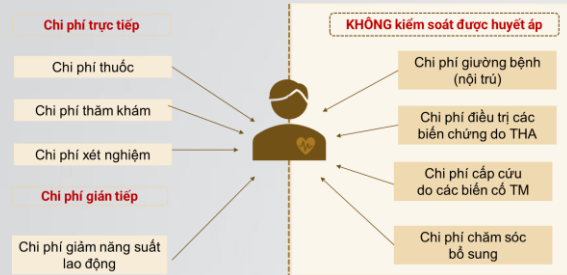 Chi phí trực tiếp
Chi phí thuốc
Chi phí thăm khám
Chi phí xét nghiệm
Chi phí gián tiếp
Chi phí giảm năng suất
lao động
KHÔNG kiểm soát được huyết áp
Chi phí giường bệnh
(nội trú)
Chi phí điều trị các
biến chứng do THA
Chi phí cấp cứu
do các biến cố TM
Chi phí chăm sóc
bổ sung